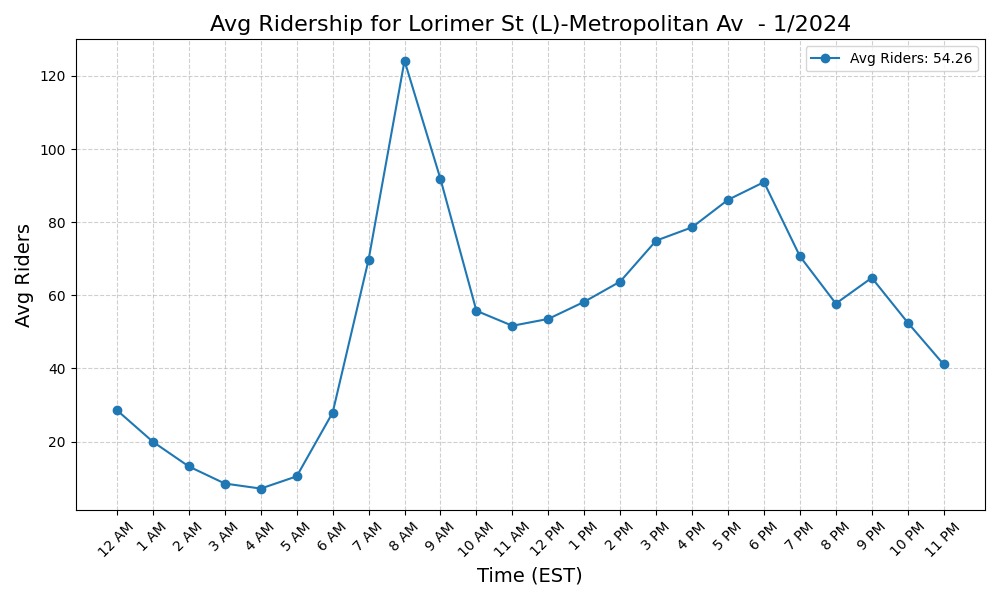 Avg Ridership for Lorimer St (L)-Metropolitan Av  - 1/2024
Avg Riders: 54.26
Avg Riders
120
100
80
60
40
20
12 AM
1 AM
2 AM
3 AM
4 AM
5 AM
6 AM
7 AM
8 AM
9 AM
10 AM
11 AM
12 PM
1 PM
2 PM
3 PM
4 PM
5 PM
6 PM
7 PM
8 PM
9 PM
10 PM
11 PM
Time (EST)